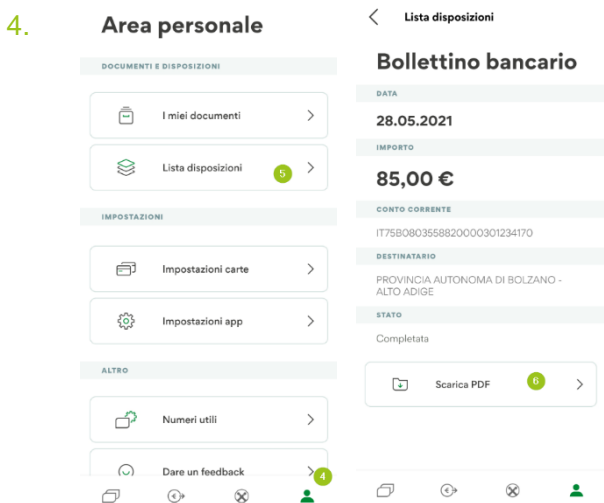 4.
Area personale
DOCUMENTI E DISPOSIZIONI
I miei documenti
Lista disposizioni
5
IMPOSTAZIONI
Impostazioni carte
Impostazioni app
ALTRO
Numeri utili
Dare un feedback
4
Lista disposizioni
Bollettino bancario
DATA
28.05.2021
IMPORTO
85,00 €
CONTO CORRENTE
IT75B0803558820000301234170
DESTINATARIO
PROVINCIA AUTONOMA DI BOLZANO -
ALTO ADIGE
STATO
Completata
Scarica PDF
6